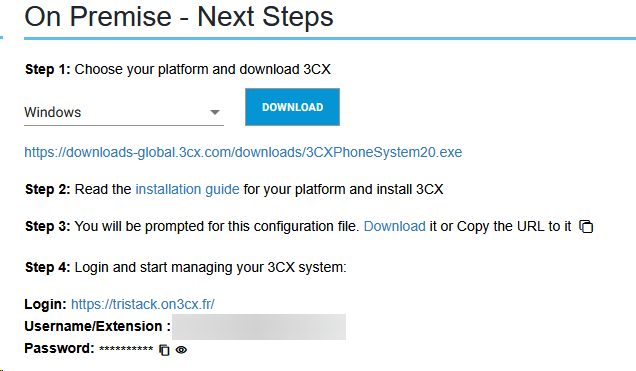 On Premise - Next Steps
Step 1: Choose your platform and download 3CX
Windows
DOWNLOAD
https://downloads-global.3cx.com/downloads/3CXPhoneSystem20.exe
Step 2: Read the installation guide for your platform and install 3CX
Step 3: You will be prompted for this configuration file. Download it or Copy the URL to it
Step 4: Login and start managing your 3CX system:
Login: https://tristack.on3cx.fr/
Username/Extension :
Password: **********